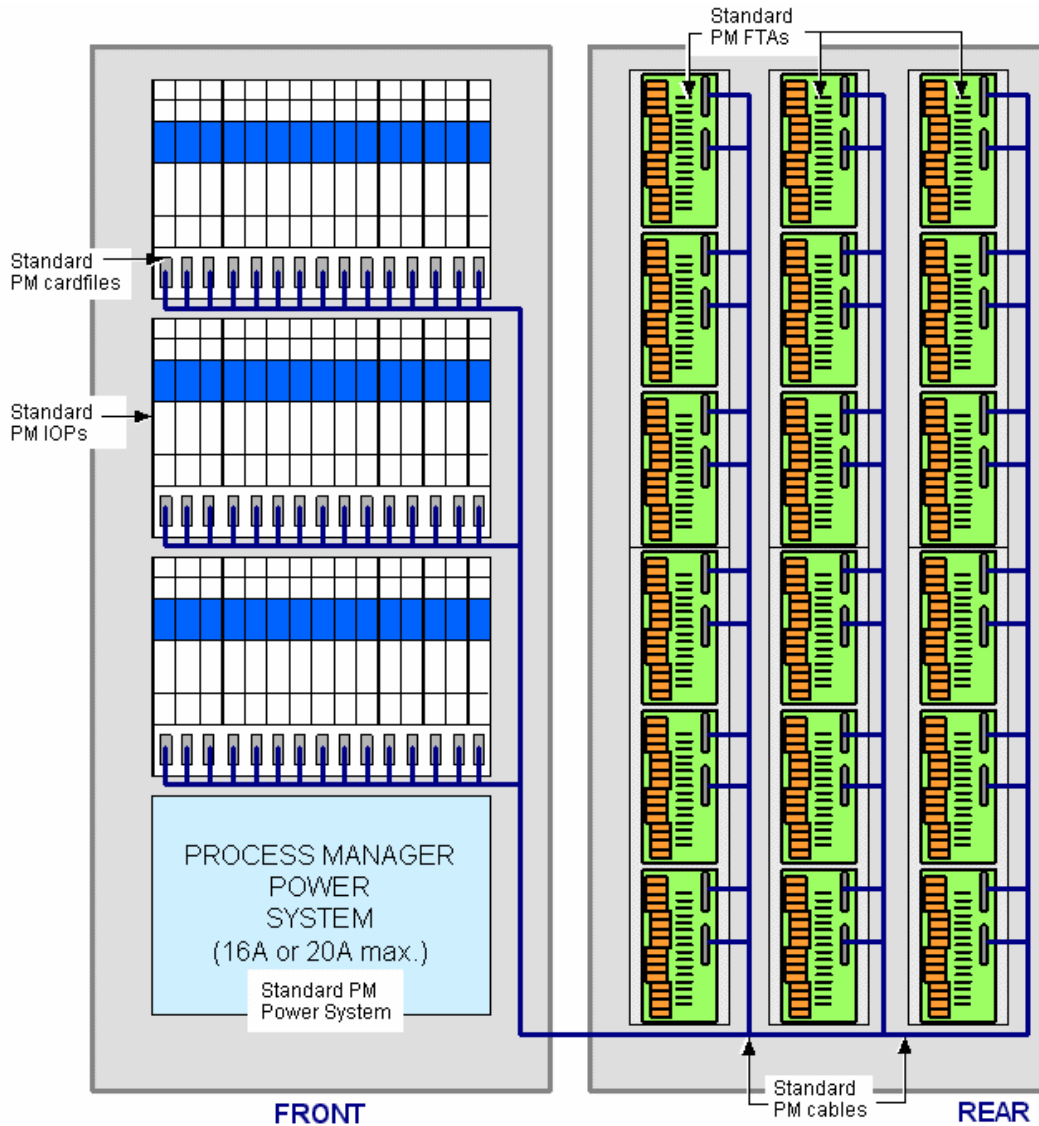 Standard
PM FTAs
Standard
PM cardfiles
Standard
PM IOPs
PROCESS MANAGER
POWER
SYSTEM
(16A or 20A max.)
Standard PM
Power System
Standard
PM cables
FRONT
REAR